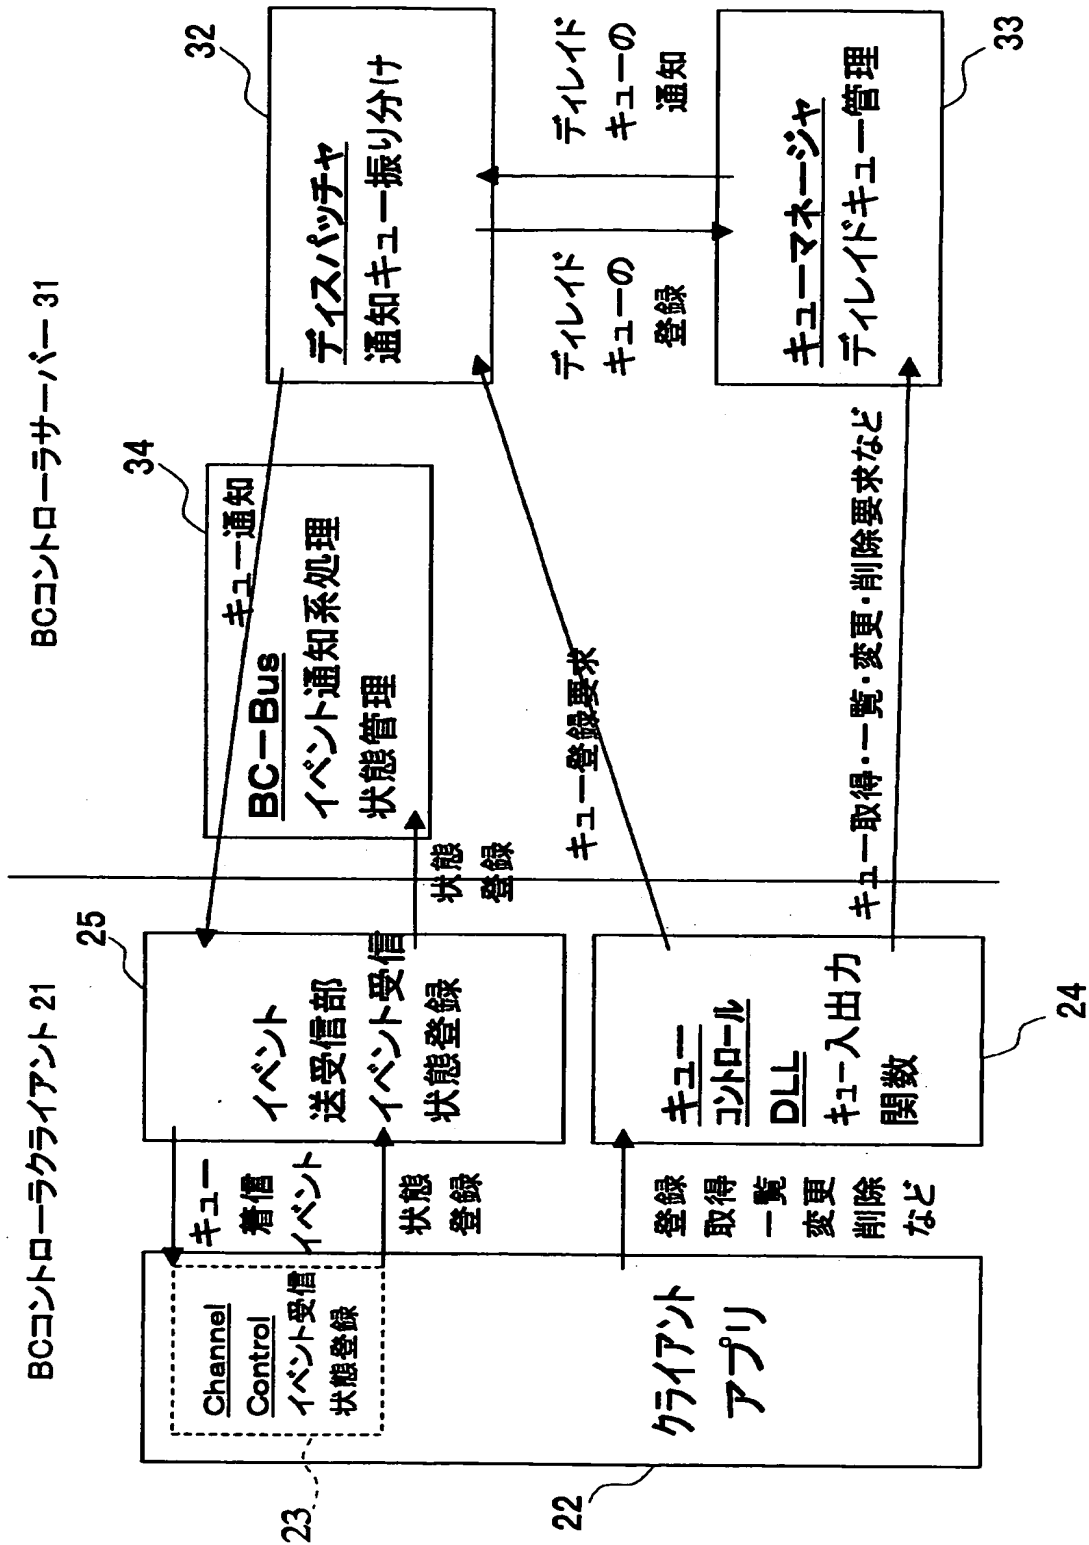 BCコントローラクライアント 21
BCコントローラサーバー 31
25
イベント
送受信部
イベント受信
状態登録
キュー
着信
イベント
状態
登録
Channel
Control
イベント受信
状態登録
23
クライアント
アプリ
22
登録
取得
一覧
変更
削除
など
キュー
コントロール
DLL
キュー入出力
関数
24
34
キュー通知
BC－Bus
イベント通知系処理
状態管理
状態
登録
キュー登録要求
キュー取得・一覧・変更・削除要求など
32
ディスパッチャ
通知キュー振り分け
ディレイド
キューの
登録
ディレイド
キューの
通知
キューマネージャ
ディレイドキュー管理
33